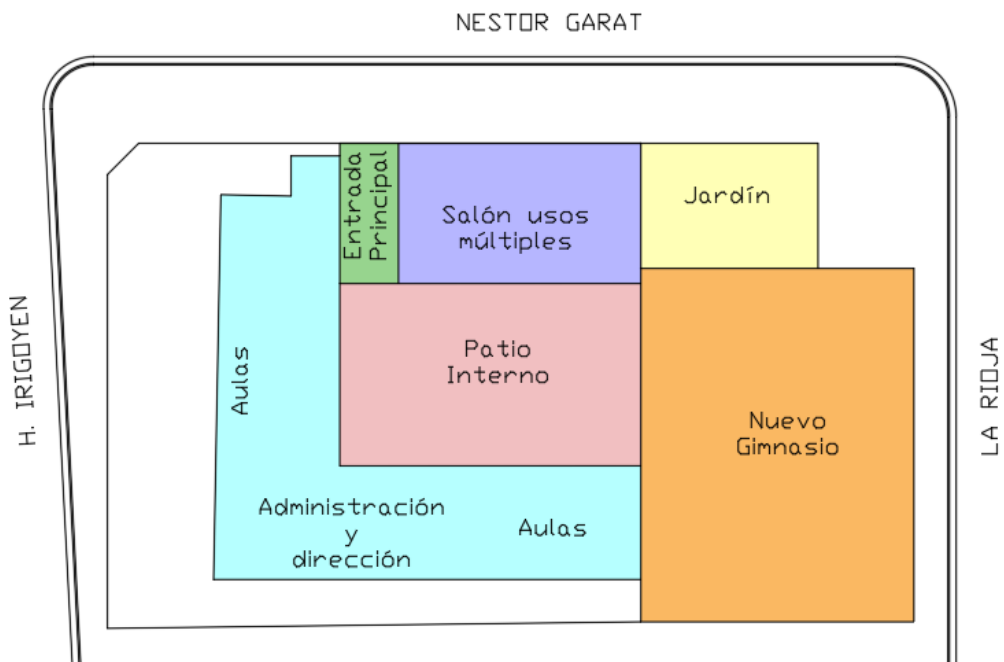 NESTOR GARAT
Entrada
Principal
Salón usos
múltiples
Jardín
H. IRIGOYEN
Aulas
Patio
Interno
LA RIOJA
Nuevo
Gimnasio
Administración
y
dirección
Aulas